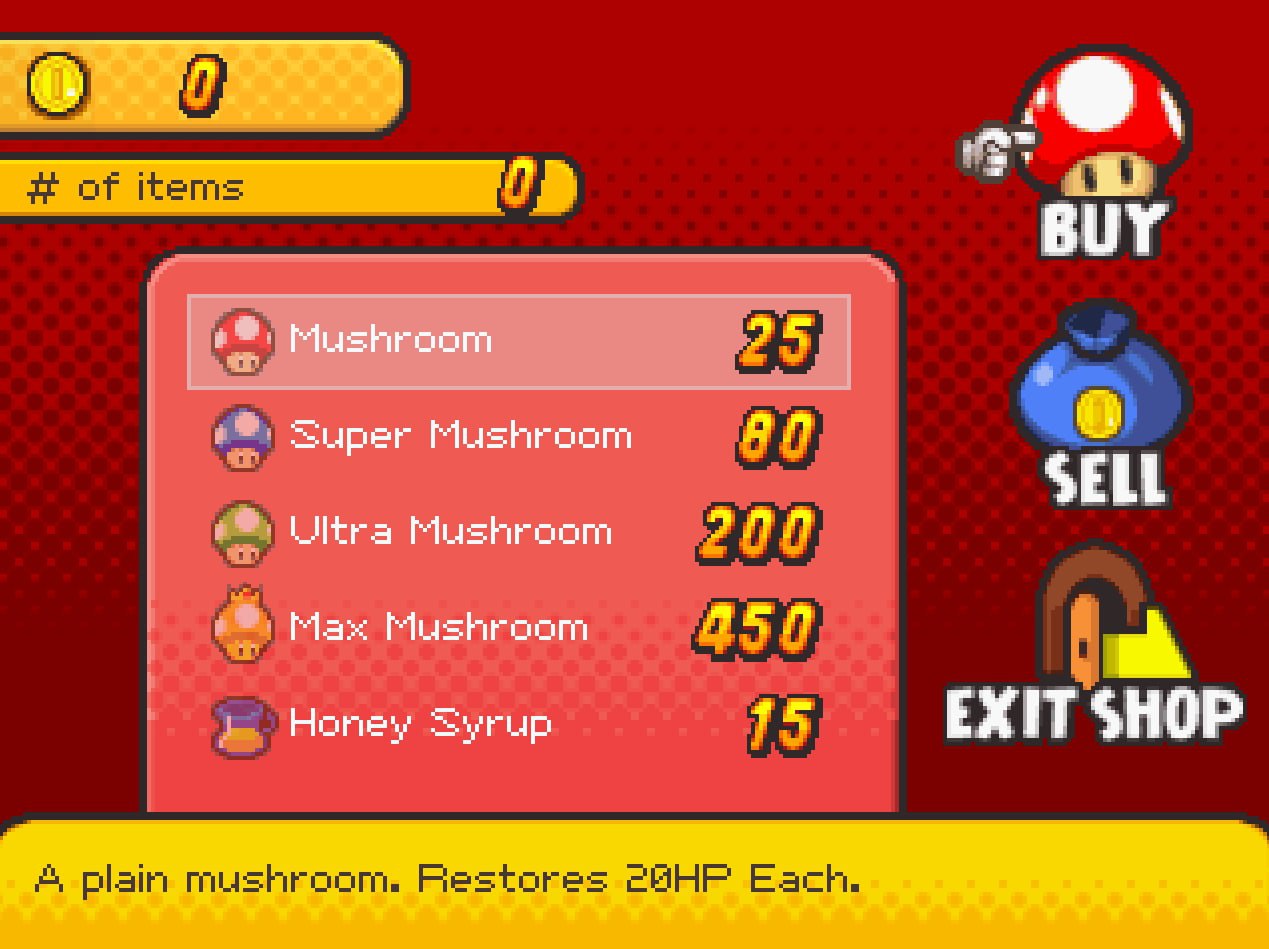 0
# of items 0
Mushroom 25
Super Mushroom 80
Ultra Mushroom 200
Max Mushroom 450
Honey Syrup 15
BUY
SELL
EXIT SHOP
A plain mushroom. Restores 20HP Each.